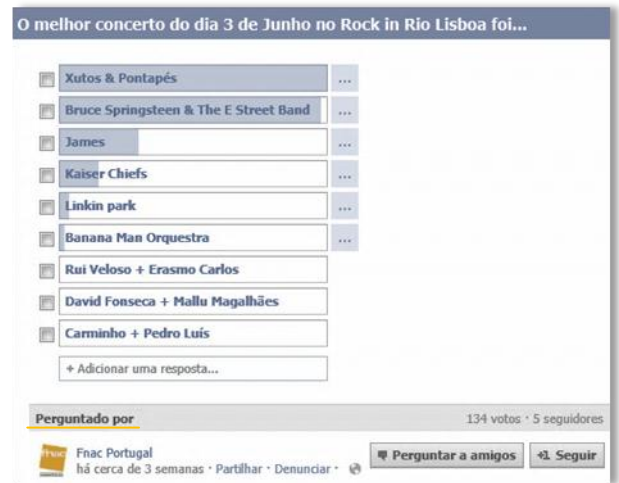 O melhor concerto do dia 3 de Junho no Rock in Rio Lisboa foi...
Xutos & Pontapés ...
Bruce Springsteen & The E Street Band ...
James ...
Kaiser Chiefs ...
Linkin park ...
Banana Man Orquestra ...
Rui Veloso + Erasmo Carlos
David Fonseca + Mallu Magalhães
Carminho + Pedro Luís
+ Adicionar uma resposta...
Perguntado por 134 votos · 5 seguidores
fnac Fnac Portugal Perguntar a amigos +1 Seguir
há cerca de 3 semanas · Partilhar · Denunciar ·